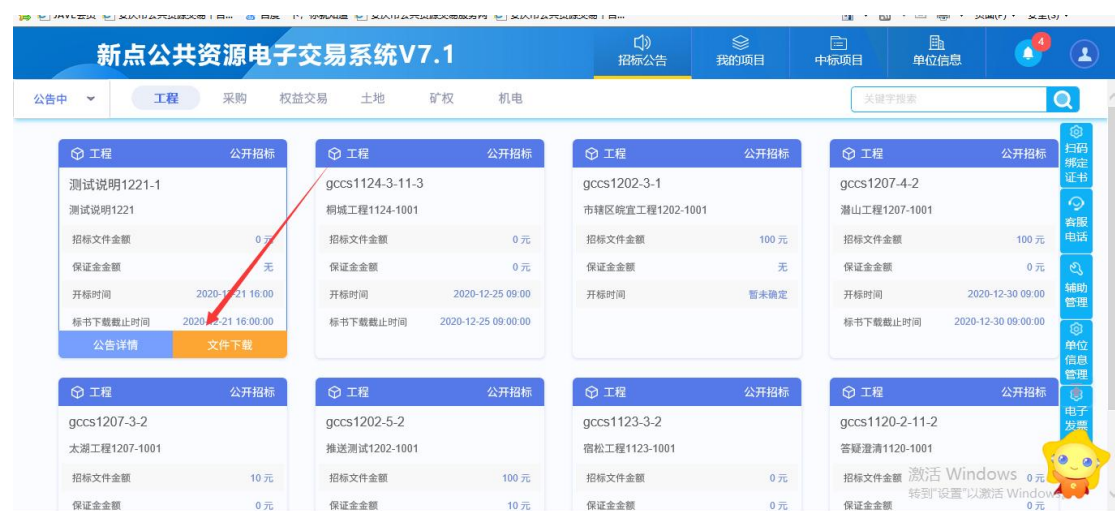 新点公共资源电子交易系统V7.1
招标公告
我的项目
中标项目
单位信息
4
公告中
工程
采购
权益交易
土地
矿权
机电
关键字搜索
工程 公开招标
测试说明1221-1
测试说明1221
招标文件金额 0 元
保证金金额 无
开标时间 2020-12-21 16:00
标书下载截止时间 2020-12-21 16:00:00
公告详情 文件下载
工程 公开招标
gccs1124-3-11-3
桐城工程1124-1001
招标文件金额 0 元
保证金金额 0 元
开标时间 2020-12-25 09:00
标书下载截止时间 2020-12-25 09:00:00
工程 公开招标
gccs1202-3-1
市辖区皖宜工程1202-1001
招标文件金额 100 元
保证金金额 无
开标时间 暂未确定
工程 公开招标
gccs1207-4-2
潜山工程1207-1001
招标文件金额 100 元
保证金金额 0 元
开标时间 2020-12-30 09:00
标书下载截止时间 2020-12-30 09:00:00
扫码
绑定
证书
客服
电话
辅助
管理
单位
信息
管理
电子
发票
工程 公开招标
gccs1207-3-2
太湖工程1207-1001
招标文件金额 10 元
保证金金额 0 元
工程 公开招标
gccs1202-5-2
推送测试1202-1001
招标文件金额 100 元
保证金金额 10 元
工程 公开招标
gccs1123-3-2
宿松工程1123-1001
招标文件金额 0 元
保证金金额 0 元
工程 公开招标
gccs1120-2-11-2
答疑澄清1120-1001
招标文件金额 0 元
保证金金额 0 元
激活 Windows
转到"设置"以激活 Windows